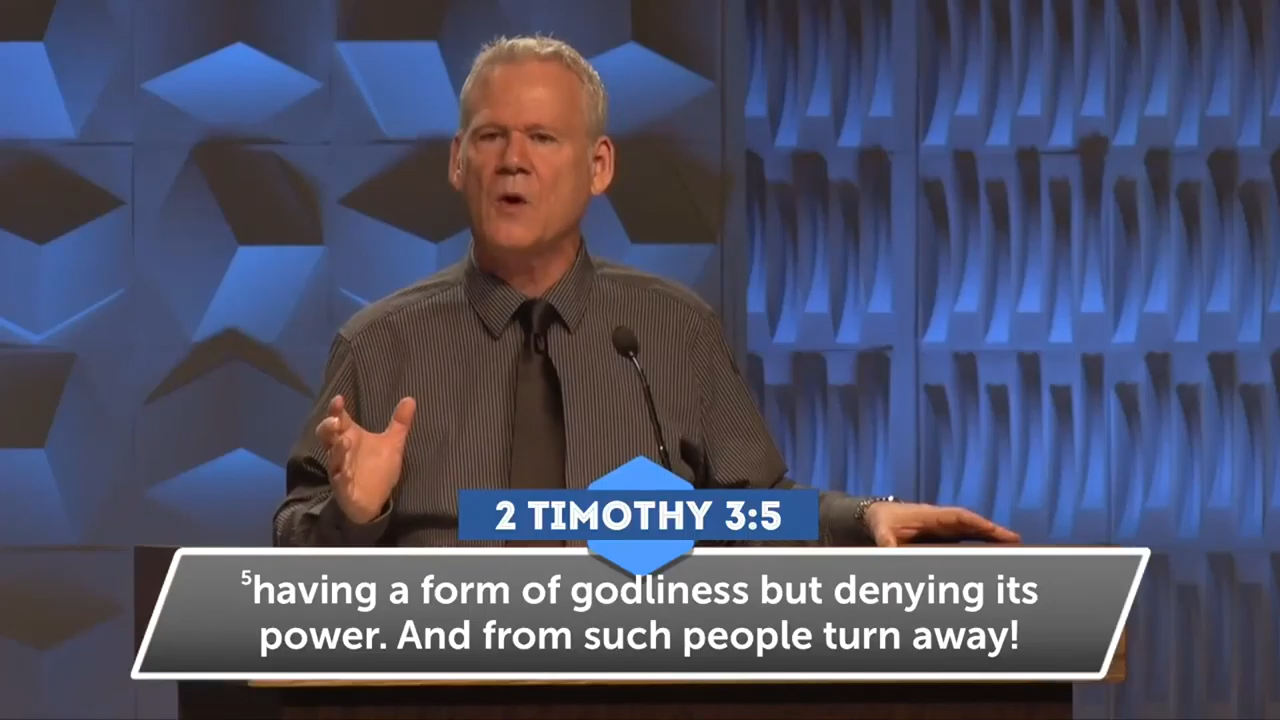 2 TIMOTHY 3:5
⁵having a form of godliness but denying its
power. And from such people turn away!